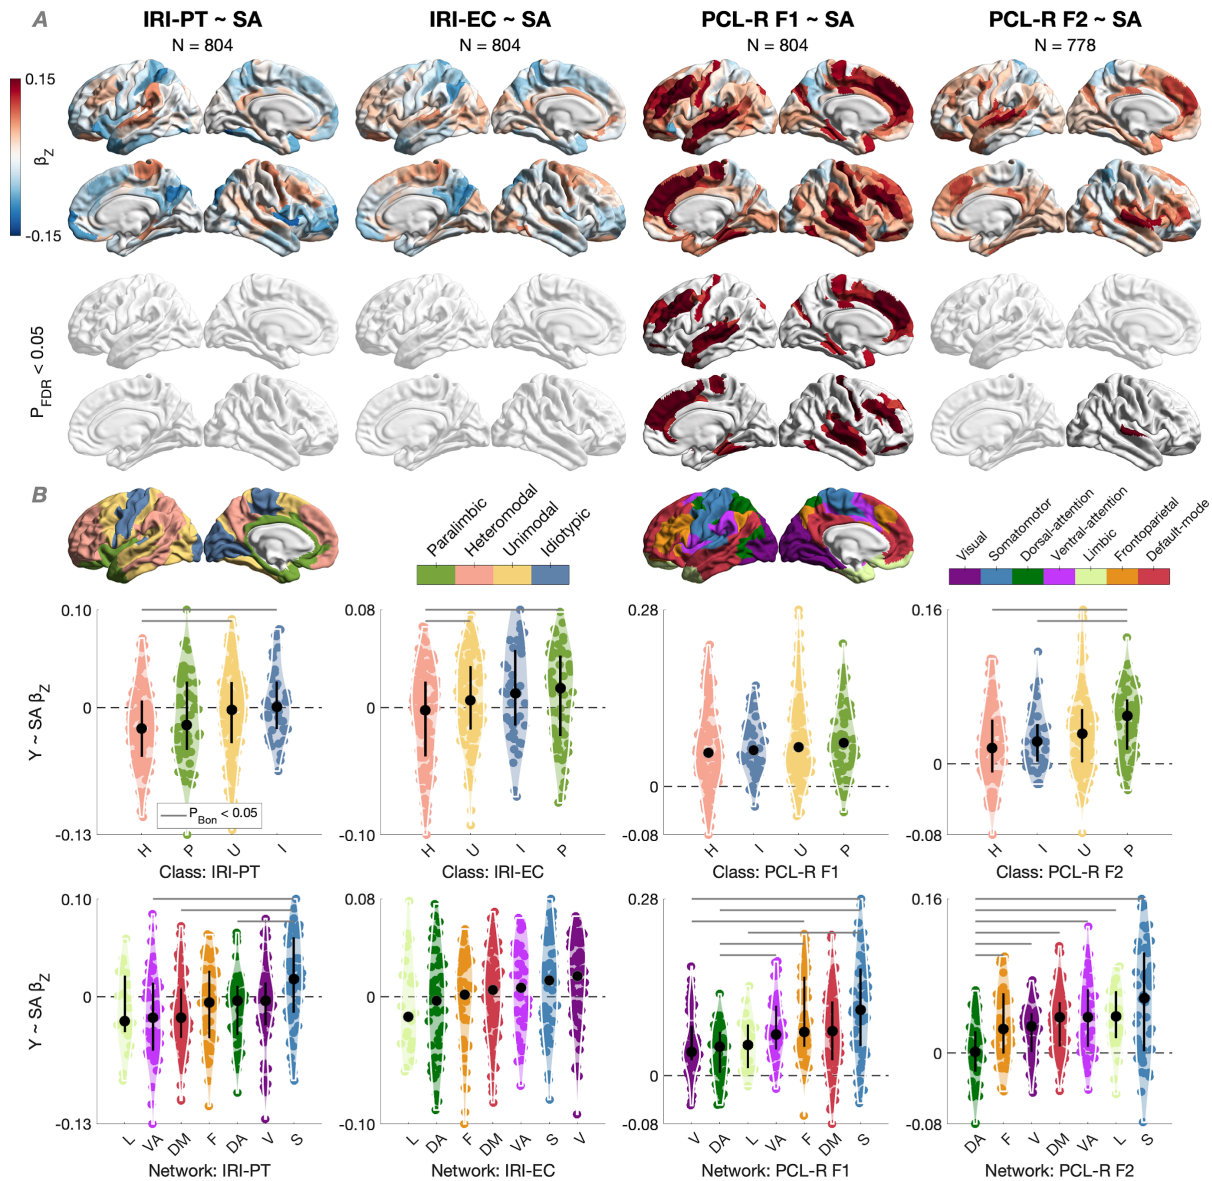 A
IRI-PT ~ SA
IRI-EC ~ SA
PCL-R F1 ~ SA
PCL-R F2 ~ SA
N = 804
N = 804
N = 804
N = 778
0.15
βZ
-0.15
PFDR < 0.05
B
Paralimbic
Heteromodal
Unimodal
Idiotypic
Visual
Somatomotor
Dorsal-attention
Ventral-attention
Limbic
Frontoparietal
Default-mode
Y ~ SA βZ
0.10
0
-0.13
PBon < 0.05
H P U I
Class: IRI-PT
0.08
0
-0.10
H U I P
Class: IRI-EC
0.28
0
-0.08
H I U P
Class: PCL-R F1
0.16
0
-0.08
H I U P
Class: PCL-R F2
Y ~ SA βZ
0.10
0
-0.13
L VA DM F DA V S
Network: IRI-PT
0.08
0
-0.10
L DA F DM VA S V
Network: IRI-EC
0.28
0
-0.08
V DA L VA F DM S
Network: PCL-R F1
0.16
0
-0.08
DA F V DM VA L S
Network: PCL-R F2